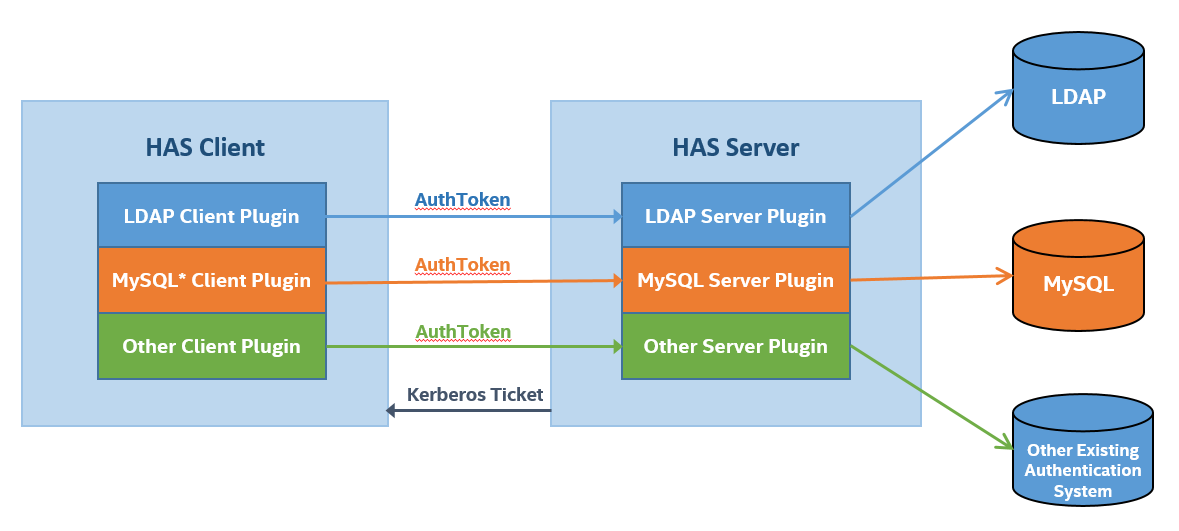 HAS Client
LDAP Client Plugin
MySQL* Client Plugin
Other Client Plugin
AuthToken
AuthToken
AuthToken
Kerberos Ticket
HAS Server
LDAP Server Plugin
MySQL Server Plugin
Other Server Plugin
LDAP
MySQL
Other Existing
Authentication
System